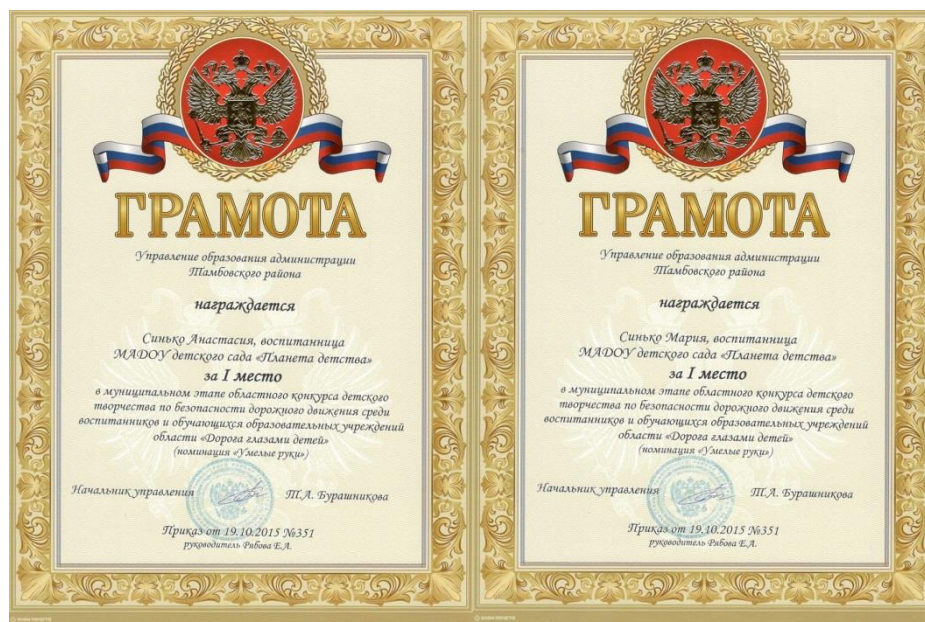 ГРАМОТА
Управление образования администрации
Тамбовского района
награждается
Синько Анастасия, воспитанница
МАДОУ детского сада «Планета детства»
за I место
в муниципальном этапе областного конкурса детского
творчества по безопасности дорожного движения среди
воспитанников и обучающихся образовательных учреждений
области «Дорога глазами детей»
(номинация «Умелые руки»)
Начальник управления Т.А. Бурашникова
Приказ от 19.10.2015 №351
руководитель Рябова Е.А.
ГРАМОТА
Управление образования администрации
Тамбовского района
награждается
Синько Мария, воспитанница
МАДОУ детского сада «Планета детства»
за I место
в муниципальном этапе областного конкурса детского
творчества по безопасности дорожного движения среди
воспитанников и обучающихся образовательных учреждений
области «Дорога глазами детей»
(номинация «Умелые руки»)
Начальник управления Т.А. Бурашникова
Приказ от 19.10.2015 №351
руководитель Рябова Е.А.